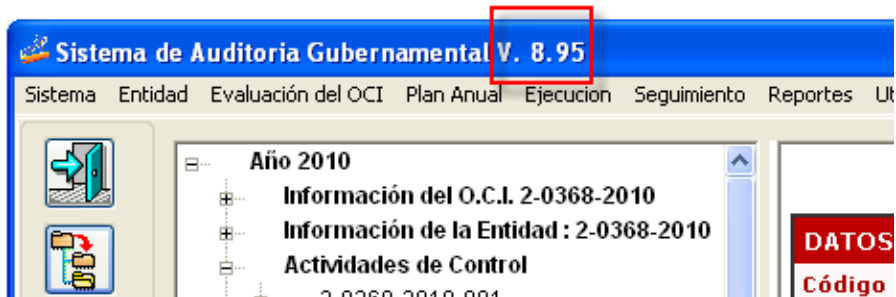 Sistema de Auditoria Gubernamental V. 8.95
Sistema Entidad Evaluación del OCI Plan Anual Ejecucion Seguimiento Reportes
Año 2010
Información del O.C.I. 2-0368-2010
Información de la Entidad : 2-0368-2010
Actividades de Control
DATOS
Código